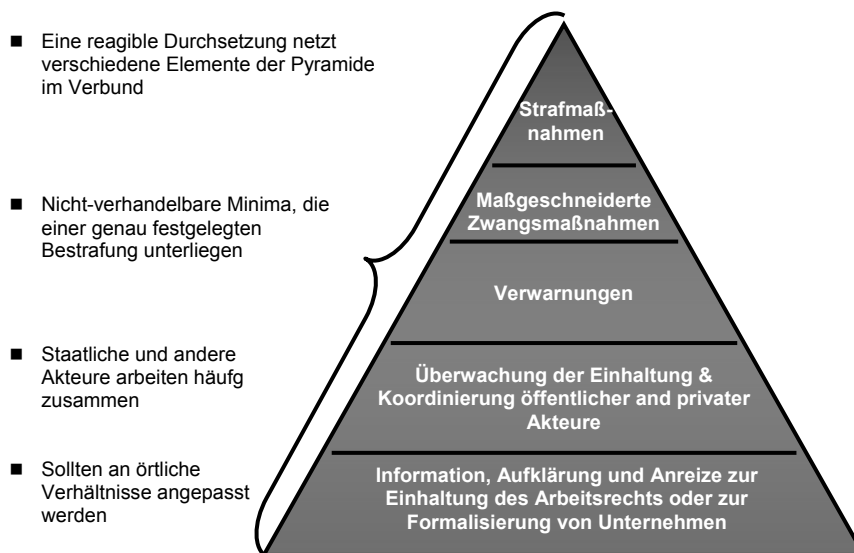 ■ Eine reagible Durchsetzung netzt
verschiedene Elemente der Pyramide
im Verbund
■ Nicht-verhandelbare Minima, die
einer genau festgelegten
Bestrafung unterliegen
■ Staatliche und andere
Akteure arbeiten häufg
zusammen
■ Sollten an örtliche
Verhältnisse angepasst
werden
Strafmaß-
nahmen
Maßgeschneiderte
Zwangsmaßnahmen
Verwarnungen
Überwachung der Einhaltung &
Koordinierung öffentlicher and privater
Akteure
Information, Aufklärung und Anreize zur
Einhaltung des Arbeitsrechts oder zur
Formalisierung von Unternehmen